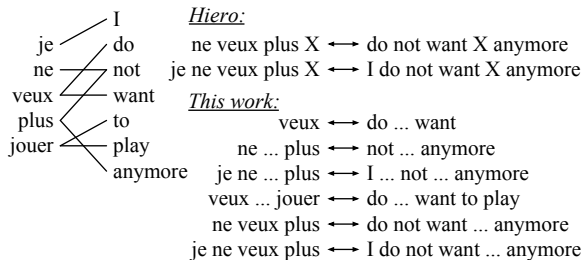 I
je
do
ne
not
veux
want
plus
to
jouer
play
anymore
Hiero:
ne veux plus X ↔ do not want X anymore
je ne veux plus X ↔ I do not want X anymore
This work:
veux ↔ do ... want
ne ... plus ↔ not ... anymore
je ne ... plus ↔ I ... not ... anymore
veux ... jouer ↔ do ... want to play
ne veux plus ↔ do not want ... anymore
je ne veux plus ↔ I do not want ... anymore